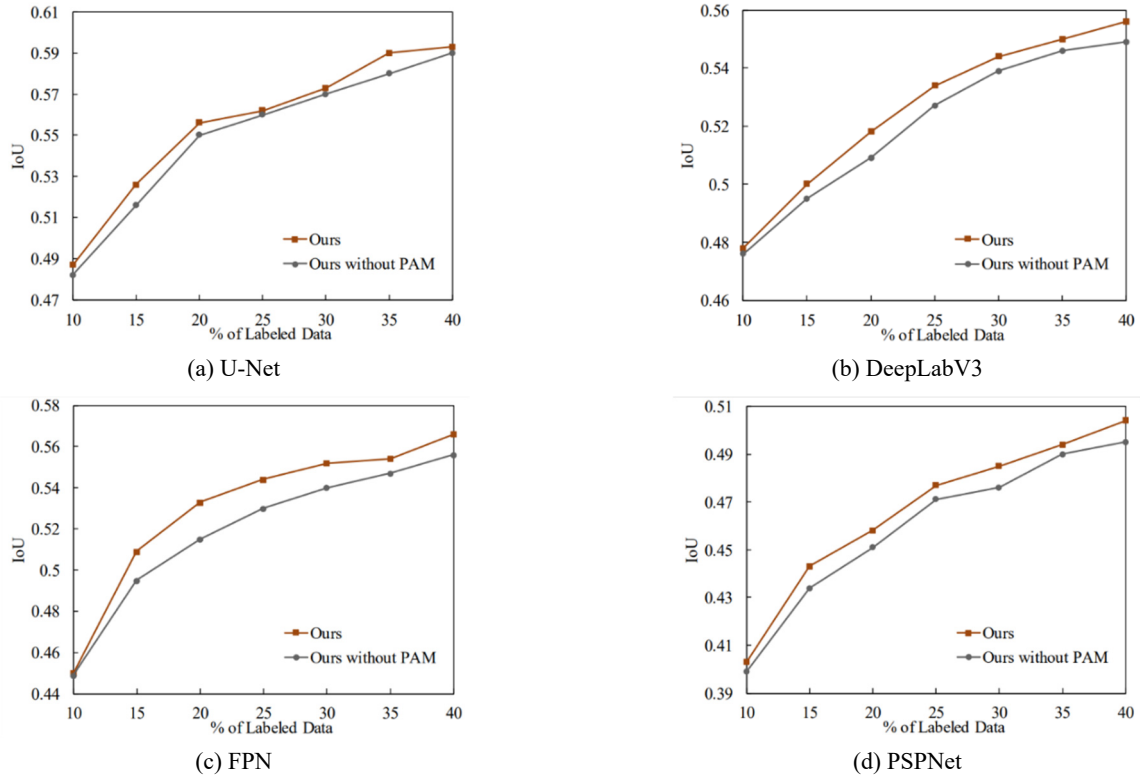 0.61
0.59
0.57
0.55
0.53
0.51
0.49
0.47
IoU
Ours
Ours without PAM
10 15 20 25 30 35 40
% of Labeled Data
(a) U-Net
0.56
0.54
0.52
0.5
0.48
0.46
IoU
Ours
Ours without PAM
10 15 20 25 30 35 40
% of Labeled Data
(b) DeepLabV3
0.58
0.56
0.54
0.52
0.5
0.48
0.46
0.44
IoU
Ours
Ours without PAM
10 15 20 25 30 35 40
% of Labeled Data
(c) FPN
0.51
0.49
0.47
0.45
0.43
0.41
0.39
IoU
Ours
Ours without PAM
10 15 20 25 30 35 40
% of Labeled Data
(d) PSPNet